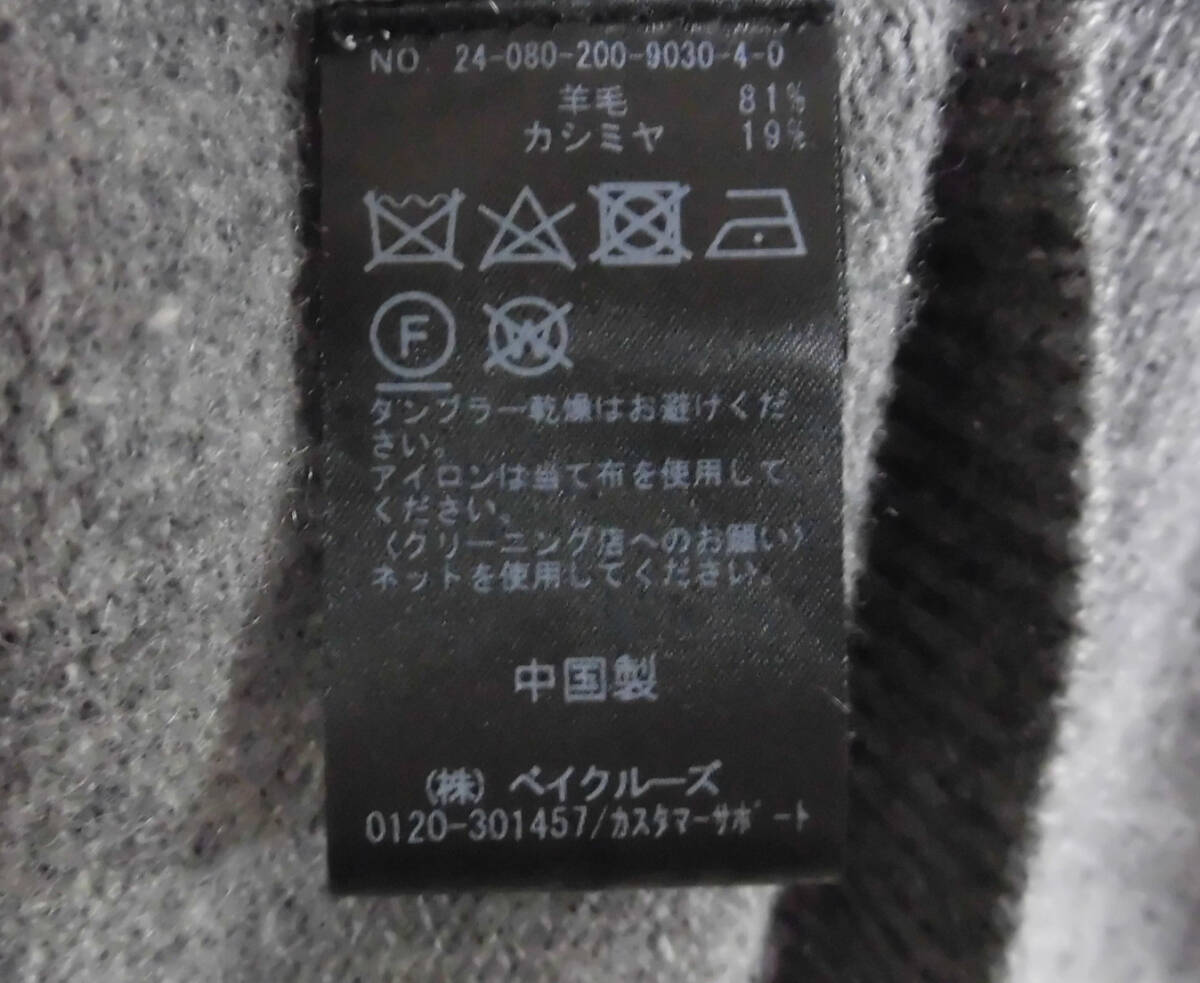 NO 24-080-200-9030-4-0
羊毛 81%
カシミヤ 19%
F W
タンブラー乾燥はお避けくだ
さい。
アイロンは当て布を使用して
ください。
〈クリーニング店へのお願い〉
ネットを使用してください。
中国製
(株) ベイクルーズ
0120-301457/カスタマーサポート